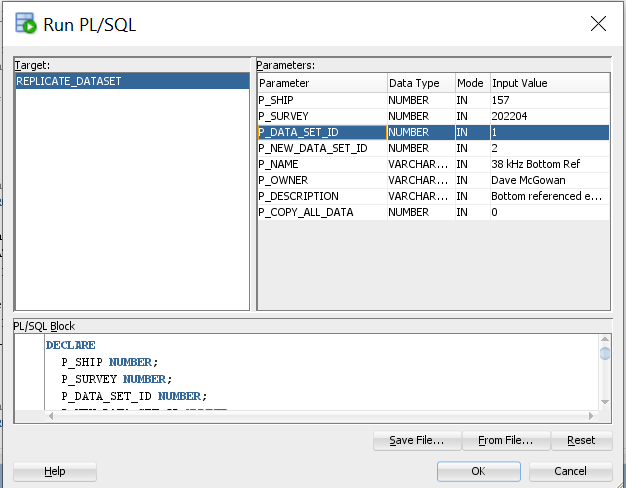 Run PL/SQL
Target:
REPLICATE_DATASET
Parameters:
Parameter Data Type Mode Input Value
P_SHIP NUMBER IN 157
P_SURVEY NUMBER IN 202204
P_DATA_SET_ID NUMBER IN 1
P_NEW_DATA_SET_ID NUMBER IN 2
P_NAME VARCHAR... IN 38 kHz Bottom Ref
P_OWNER VARCHAR... IN Dave McGowan
P_DESCRIPTION VARCHAR... IN Bottom referenced e...
P_COPY_ALL_DATA NUMBER IN 0
PL/SQL Block
DECLARE
P_SHIP NUMBER;
P_SURVEY NUMBER;
P_DATA_SET_ID NUMBER;
Save File... From File... Reset
Help OK Cancel